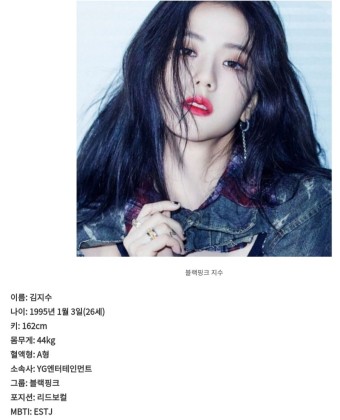 블랙핑크 지수
이름: 김지수
나이: 1995년 1월 3일(26세)
키: 162cm
몸무게: 44kg
혈액형: A형
소속사: YG엔터테인먼트
그룹: 블랙핑크
포지션: 리드보컬
MBTI: ESTJ